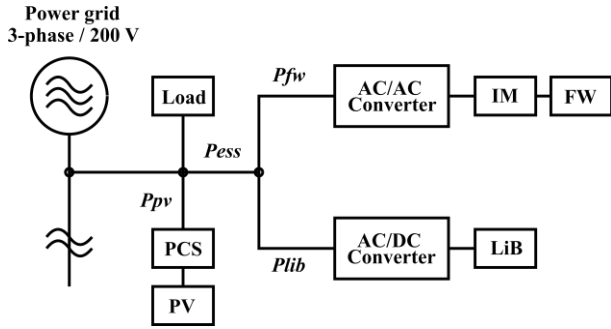 Power grid
3-phase / 200 V
Load
Pfw
AC/AC
Converter
IM
FW
Pess
Ppv
PCS
PV
Plib
AC/DC
Converter
LiB